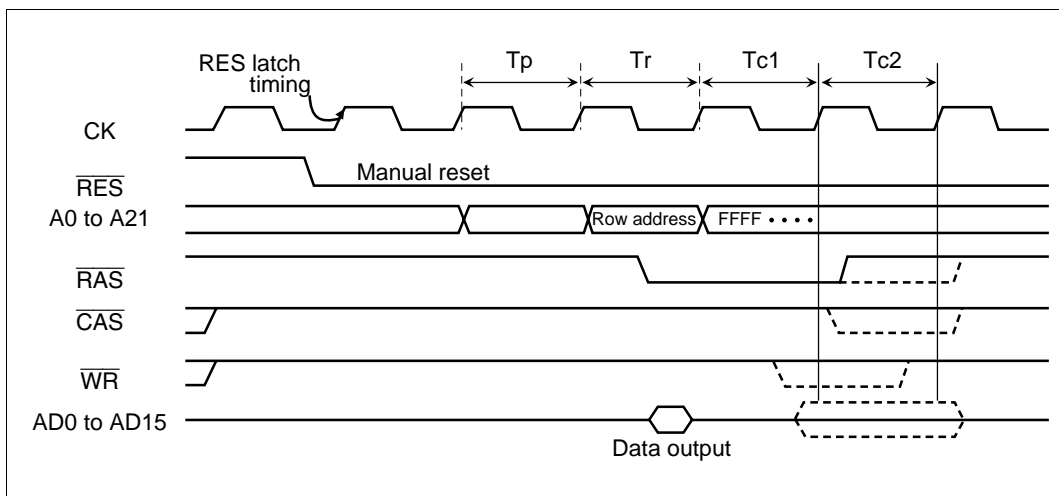 Tp Tr Tc1 Tc2
RES latch
timing
CK
RES
Manual reset
A0 to A21
Row address
FFFF ····
RAS
CAS
WR
AD0 to AD15
Data output